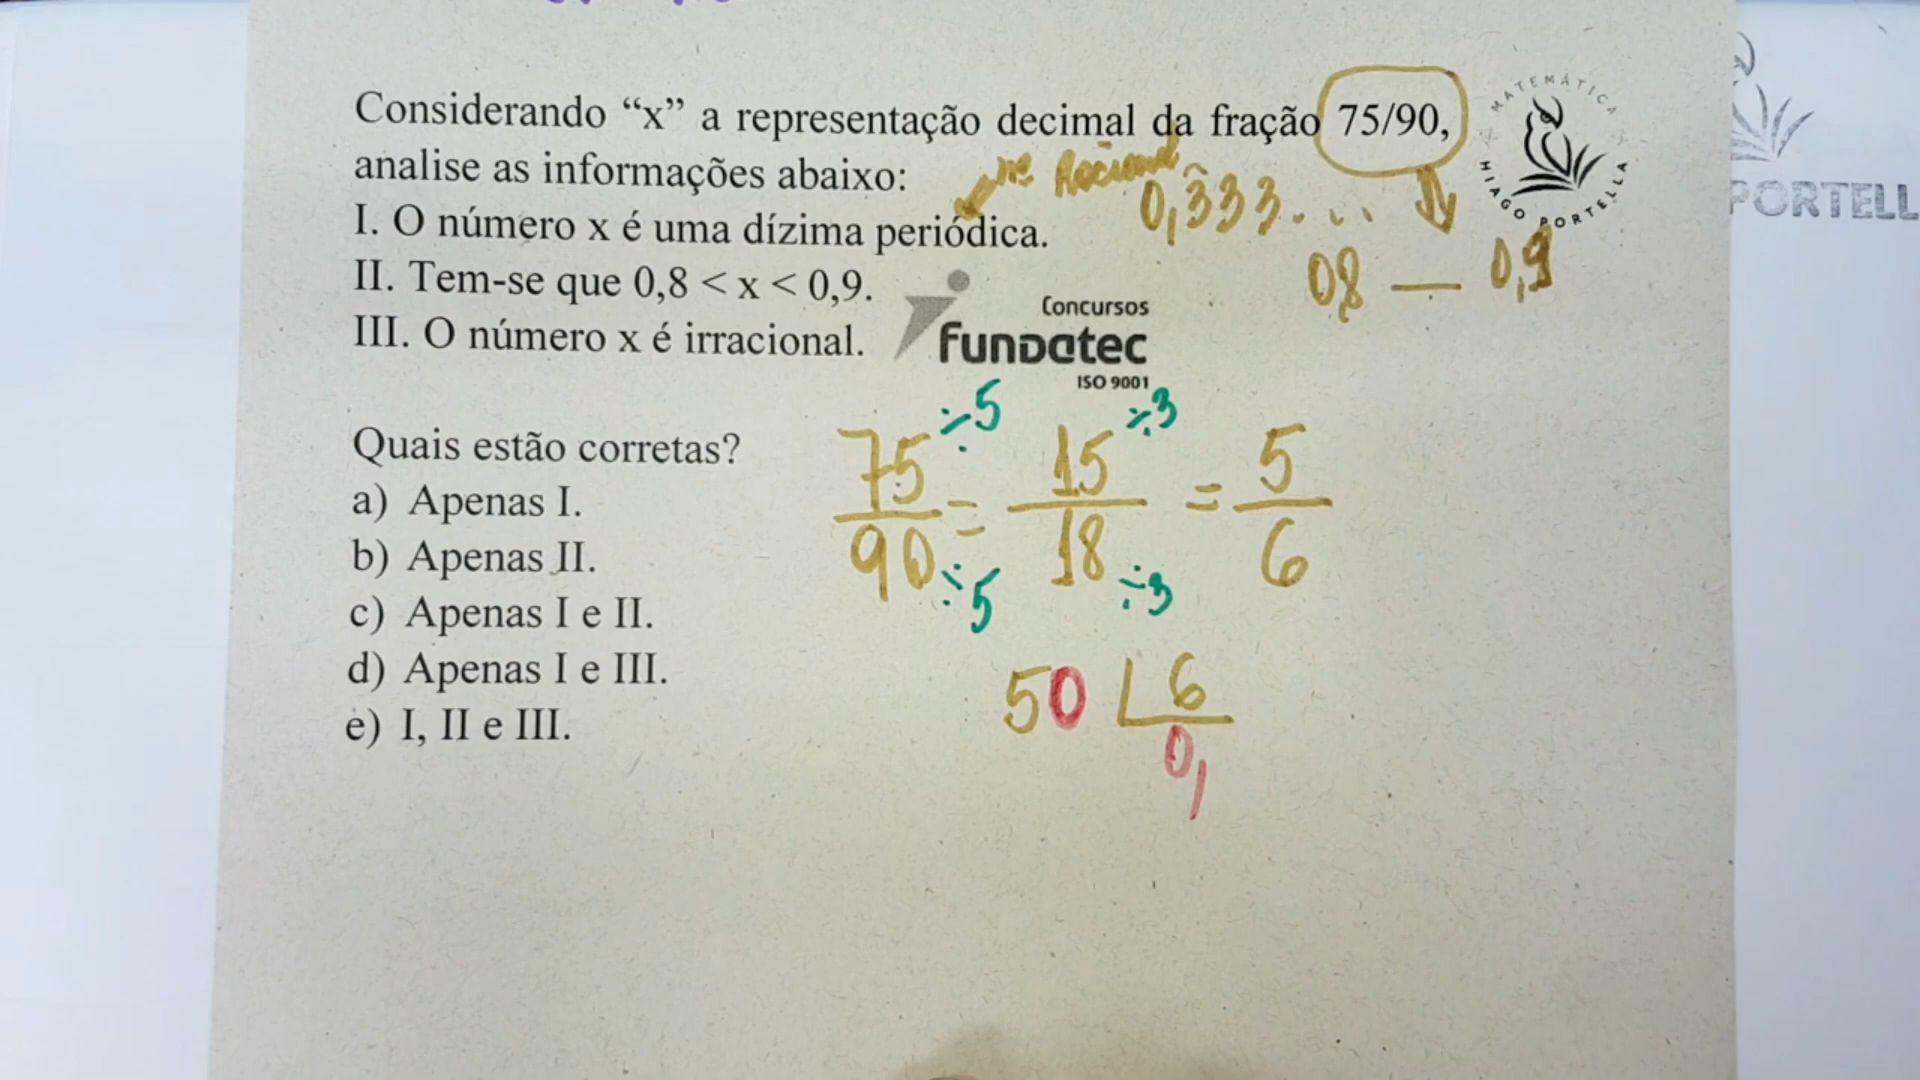 Considerando “x” a representação decimal da fração 75/90,
analise as informações abaixo:
I. O número x é uma dízima periódica.
0,333...
II. Tem-se que 0,8 < x < 0,9.
08 — 0,9
III. O número x é irracional.
Concursos
Fundatec
ISO 9001
MATEMÁTICA
HIAGO PORTELLA
PORTELL
Quais estão corretas?
a) Apenas I.
b) Apenas II.
c) Apenas I e II.
d) Apenas I e III.
e) I, II e III.
÷5 ÷3
75 = 15 = 5
90 18 6
÷5 ÷3
50 6
0,